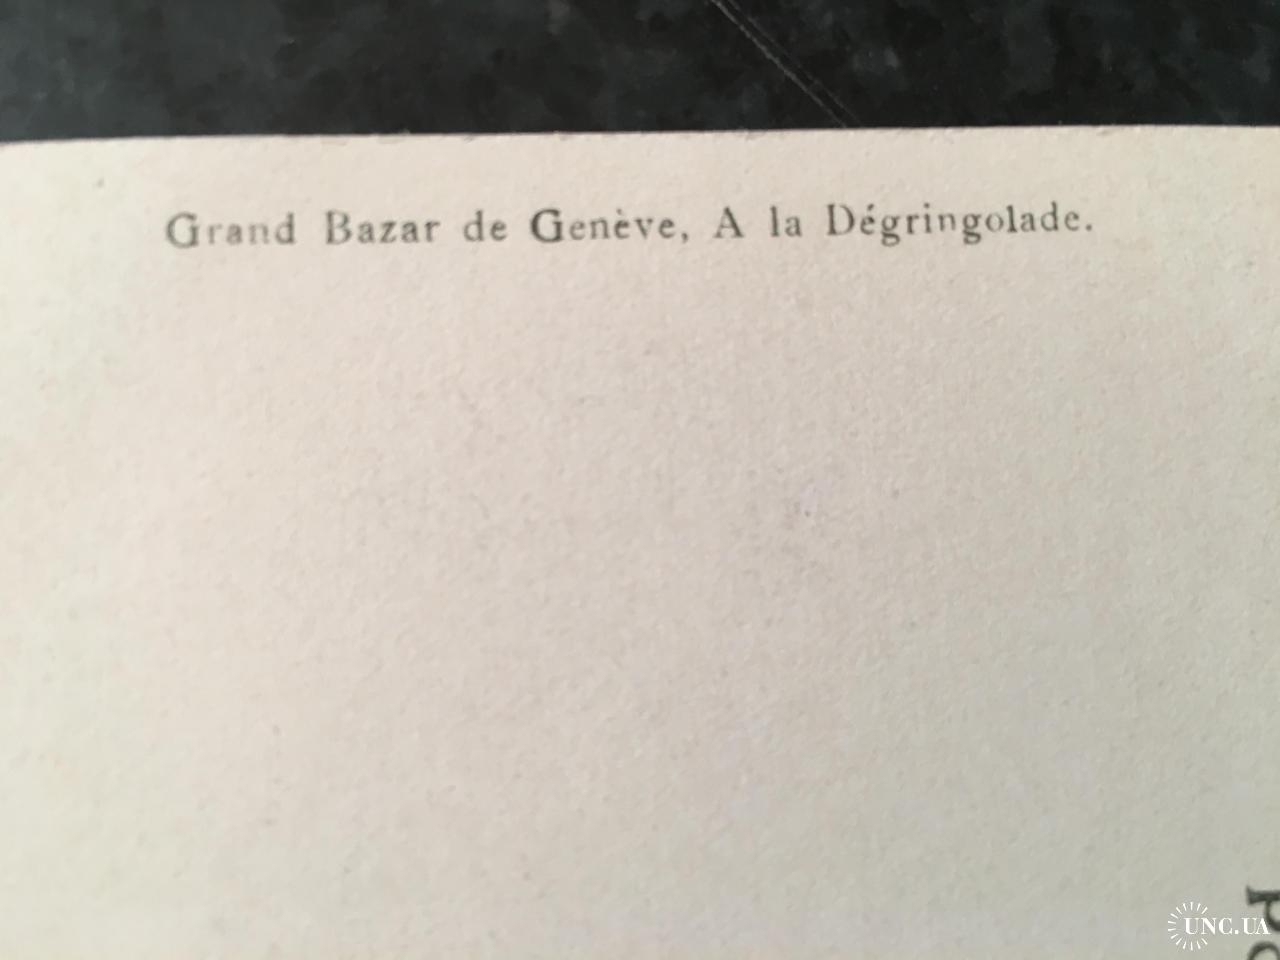 Grand Bazar de Genève, A la Dégringolade.
UNC.UA